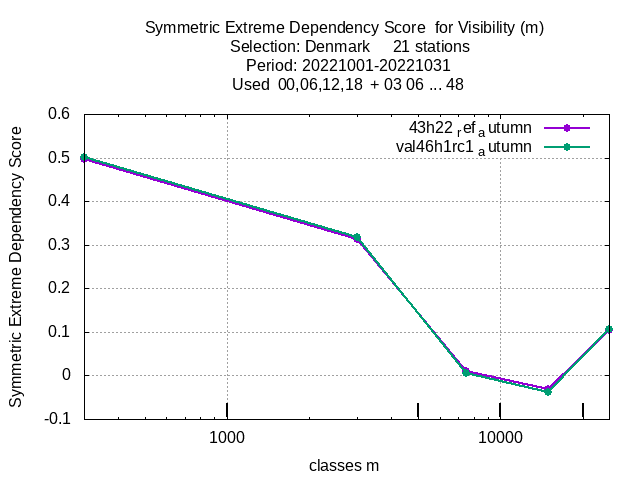 Symmetric Extreme Dependency Score for Visibility (m)
Selection: Denmark 21 stations
Period: 20221001-20221031
Used 00,06,12,18 + 03 06 ... 48
43h22 ref a utumn
val46h1rc1 a utumn
0.6
0.5
0.4
0.3
0.2
0.1
0
-0.1
Symmetric Extreme Dependency Score
1000 10000
classes m